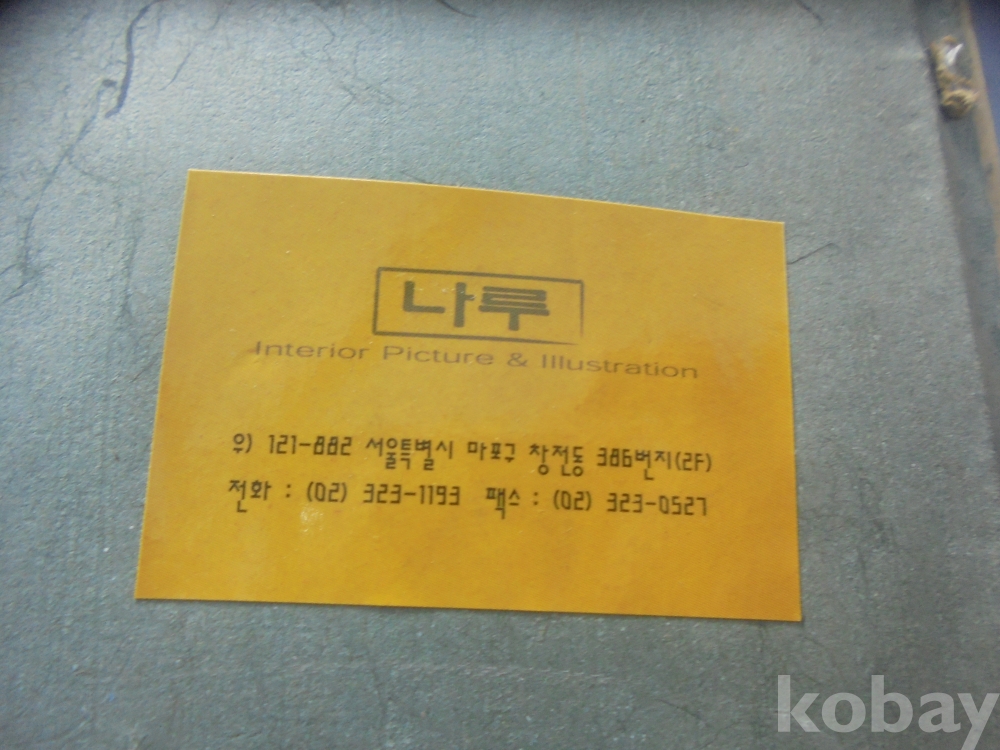 나루
Interior Picture & Illustration
우) 121-882 서울특별시 마포구 창전동 386번지(2F)
전화 : (02) 323-1193 팩스 : (02) 323-0527
kobay